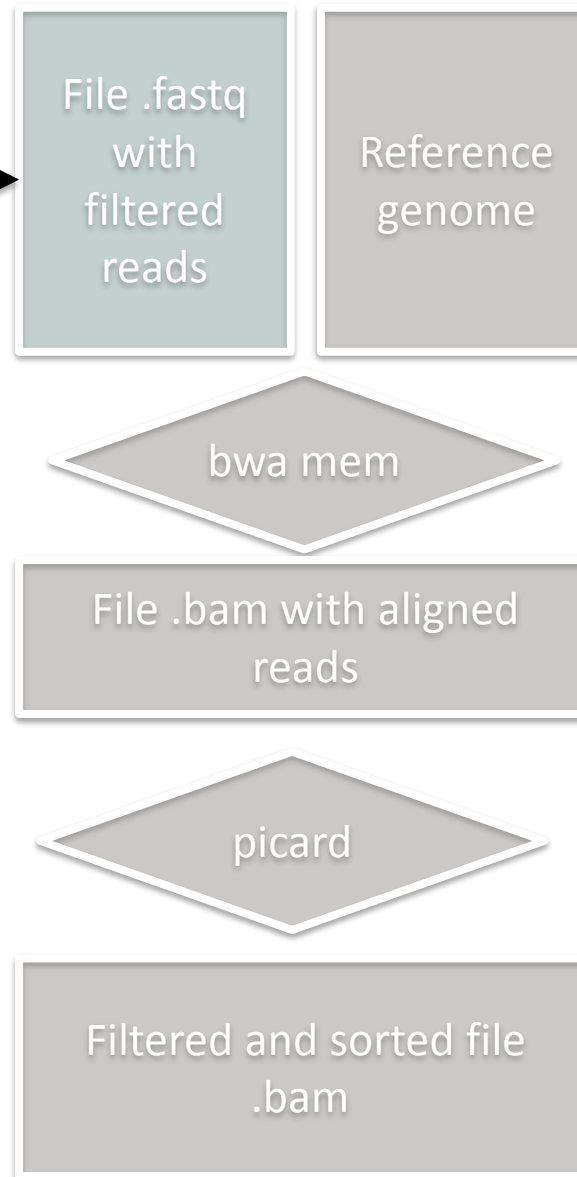 File .fastq
with
filtered
reads
Reference
genome
bwa mem
File .bam with aligned
reads
picard
Filtered and sorted file
.bam